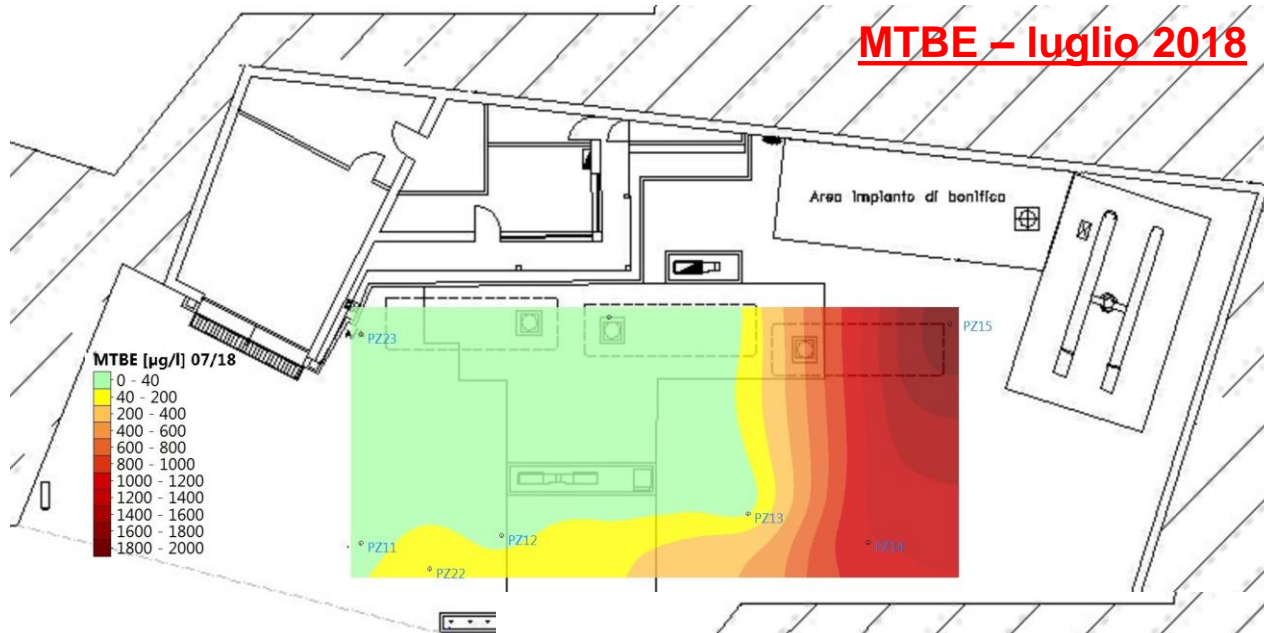 MTBE – luglio 2018
Area impianto di bonifica
PZ15
PZ23
MTBE [µg/l] 07/18
0 - 40
40 - 200
200 - 400
400 - 600
600 - 800
800 - 1000
1000 - 1200
1200 - 1400
1400 - 1600
1600 - 1800
1800 - 2000
PZ13
PZ11
PZ12
PZ14
PZ22